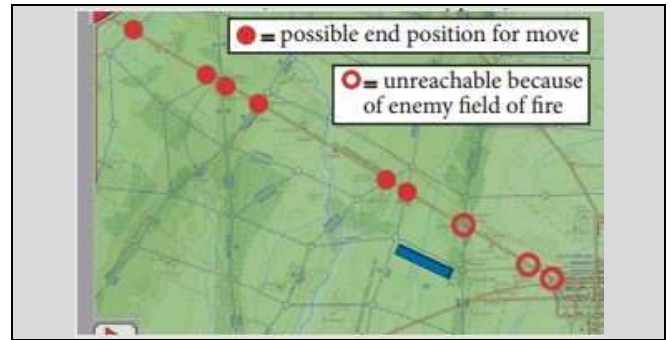 = possible end position for move
= unreachable because
of enemy field of fire